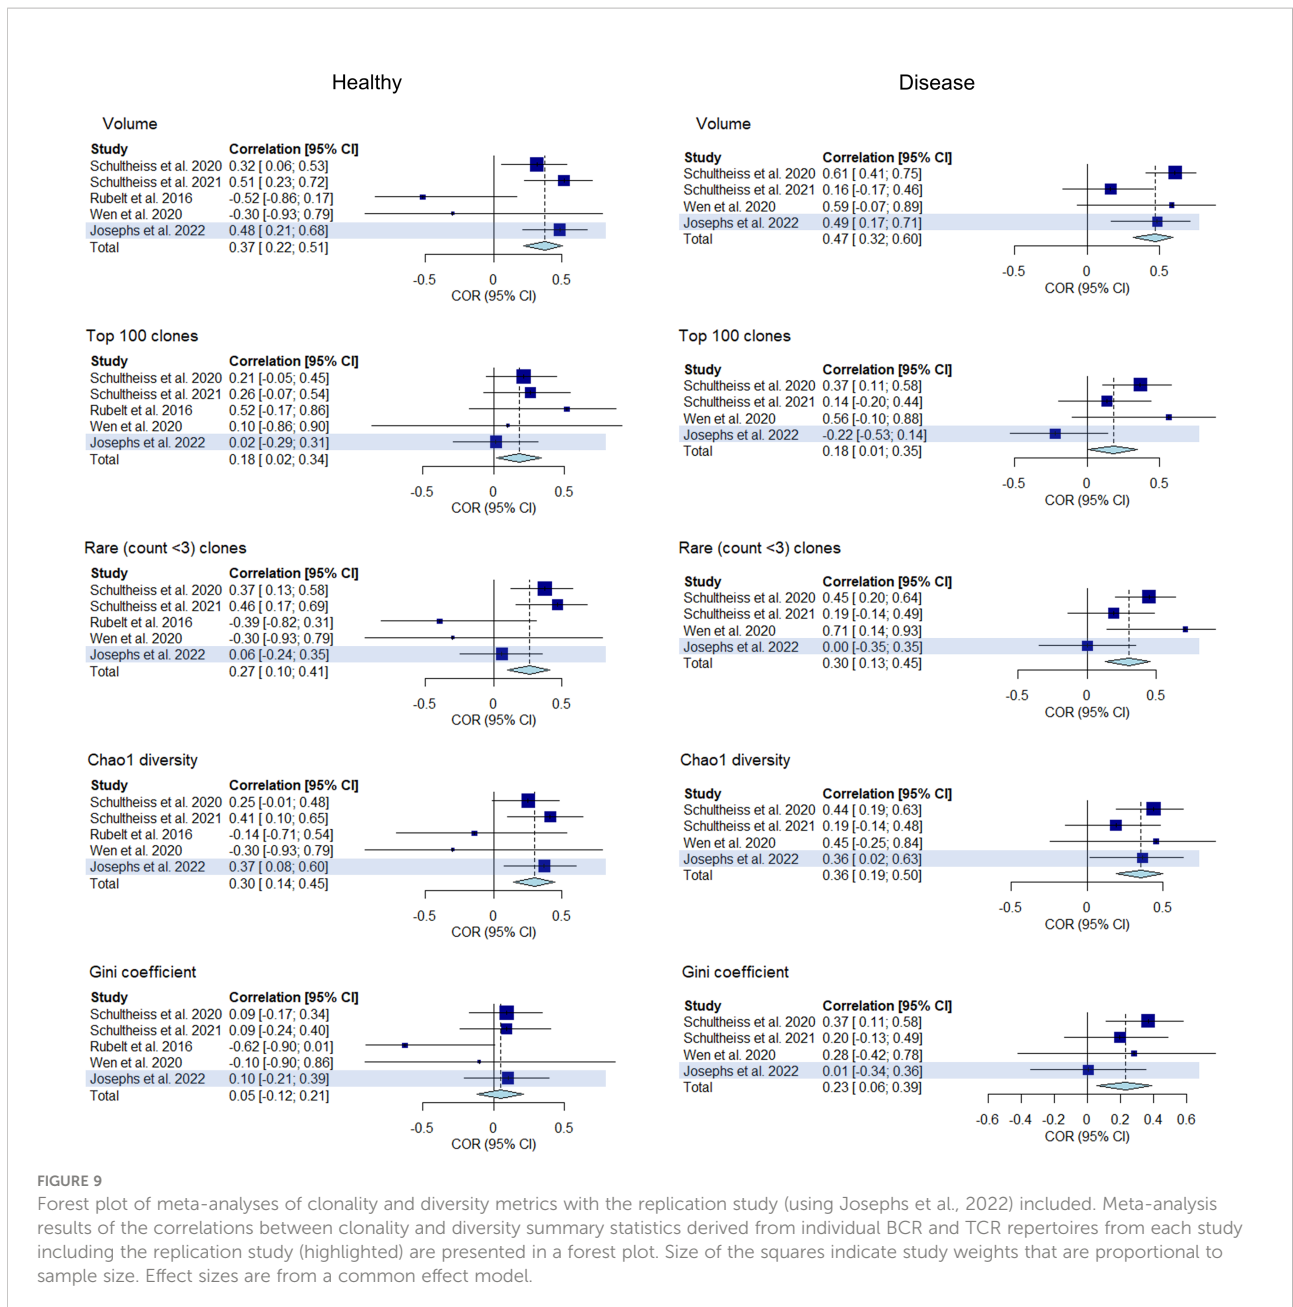 Healthy
Volume
Study Correlation [95% CI]
Schultheiss et al. 2020 0.32 [ 0.06; 0.53]
Schultheiss et al. 2021 0.51 [ 0.23; 0.72]
Rubelt et al. 2016 -0.52 [-0.86; 0.17]
Wen et al. 2020 -0.30 [-0.93; 0.79]
Josephs et al. 2022 0.48 [ 0.21; 0.68]
Total 0.37 [ 0.22; 0.51]
-0.5 0 0.5
COR (95% CI)
Top 100 clones
Study Correlation [95% CI]
Schultheiss et al. 2020 0.21 [-0.05; 0.45]
Schultheiss et al. 2021 0.26 [-0.07; 0.54]
Rubelt et al. 2016 0.52 [-0.17; 0.86]
Wen et al. 2020 0.10 [-0.86; 0.90]
Josephs et al. 2022 0.02 [-0.29; 0.31]
Total 0.18 [ 0.02; 0.34]
-0.5 0 0.5
COR (95% CI)
Rare (count <3) clones
Study Correlation [95% CI]
Schultheiss et al. 2020 0.37 [ 0.13; 0.58]
Schultheiss et al. 2021 0.46 [ 0.17; 0.69]
Rubelt et al. 2016 -0.39 [-0.82; 0.31]
Wen et al. 2020 -0.30 [-0.93; 0.79]
Josephs et al. 2022 0.06 [-0.24; 0.35]
Total 0.27 [ 0.10; 0.41]
-0.5 0 0.5
COR (95% CI)
Chao1 diversity
Study Correlation [95% CI]
Schultheiss et al. 2020 0.25 [-0.01; 0.48]
Schultheiss et al. 2021 0.41 [ 0.10; 0.65]
Rubelt et al. 2016 -0.14 [-0.71; 0.54]
Wen et al. 2020 -0.30 [-0.93; 0.79]
Josephs et al. 2022 0.37 [ 0.08; 0.60]
Total 0.30 [ 0.14; 0.45]
-0.5 0 0.5
COR (95% CI)
Gini coefficient
Study Correlation [95% CI]
Schultheiss et al. 2020 0.09 [-0.17; 0.34]
Schultheiss et al. 2021 0.09 [-0.24; 0.40]
Rubelt et al. 2016 -0.62 [-0.90; 0.01]
Wen et al. 2020 -0.10 [-0.90; 0.86]
Josephs et al. 2022 0.10 [-0.21; 0.39]
Total 0.05 [-0.12; 0.21]
-0.5 0 0.5
COR (95% CI)
Disease
Volume
Study Correlation [95% CI]
Schultheiss et al. 2020 0.61 [ 0.41; 0.75]
Schultheiss et al. 2021 0.16 [-0.17; 0.46]
Wen et al. 2020 0.59 [-0.07; 0.89]
Josephs et al. 2022 0.49 [ 0.17; 0.71]
Total 0.47 [ 0.32; 0.60]
-0.5 0 0.5
COR (95% CI)
Top 100 clones
Study Correlation [95% CI]
Schultheiss et al. 2020 0.37 [ 0.11; 0.58]
Schultheiss et al. 2021 0.14 [-0.20; 0.44]
Wen et al. 2020 0.56 [-0.10; 0.88]
Josephs et al. 2022 -0.22 [-0.53; 0.14]
Total 0.18 [ 0.01; 0.35]
-0.5 0 0.5
COR (95% CI)
Rare (count <3) clones
Study Correlation [95% CI]
Schultheiss et al. 2020 0.45 [ 0.20; 0.64]
Schultheiss et al. 2021 0.19 [-0.14; 0.49]
Wen et al. 2020 0.71 [ 0.14; 0.93]
Josephs et al. 2022 0.00 [-0.35; 0.35]
Total 0.30 [ 0.13; 0.45]
-0.5 0 0.5
COR (95% CI)
Chao1 diversity
Study Correlation [95% CI]
Schultheiss et al. 2020 0.44 [ 0.19; 0.63]
Schultheiss et al. 2021 0.19 [-0.14; 0.48]
Wen et al. 2020 0.45 [-0.25; 0.84]
Josephs et al. 2022 0.36 [ 0.02; 0.63]
Total 0.36 [ 0.19; 0.50]
-0.5 0 0.5
COR (95% CI)
Gini coefficient
Study Correlation [95% CI]
Schultheiss et al. 2020 0.37 [ 0.11; 0.58]
Schultheiss et al. 2021 0.20 [-0.13; 0.49]
Wen et al. 2020 0.28 [-0.42; 0.78]
Josephs et al. 2022 0.01 [-0.34; 0.36]
Total 0.23 [ 0.06; 0.39]
-0.6 -0.4 -0.2 0 0.2 0.4 0.6
COR (95% CI)
FIGURE 9
Forest plot of meta-analyses of clonality and diversity metrics with the replication study (using Josephs et al., 2022) included. Meta-analysis
results of the correlations between clonality and diversity summary statistics derived from individual BCR and TCR repertoires from each study
including the replication study (highlighted) are presented in a forest plot. Size of the squares indicate study weights that are proportional to
sample size. Effect sizes are from a common effect model.